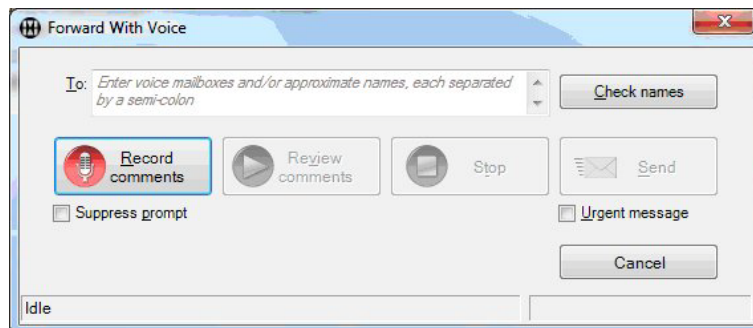 Forward With Voice
To: Enter voice mailboxes and/or approximate names, each separated
by a semi-colon
Check names
Record
comments
Review
comments
Stop
Send
Suppress prompt
Urgent message
Cancel
Idle